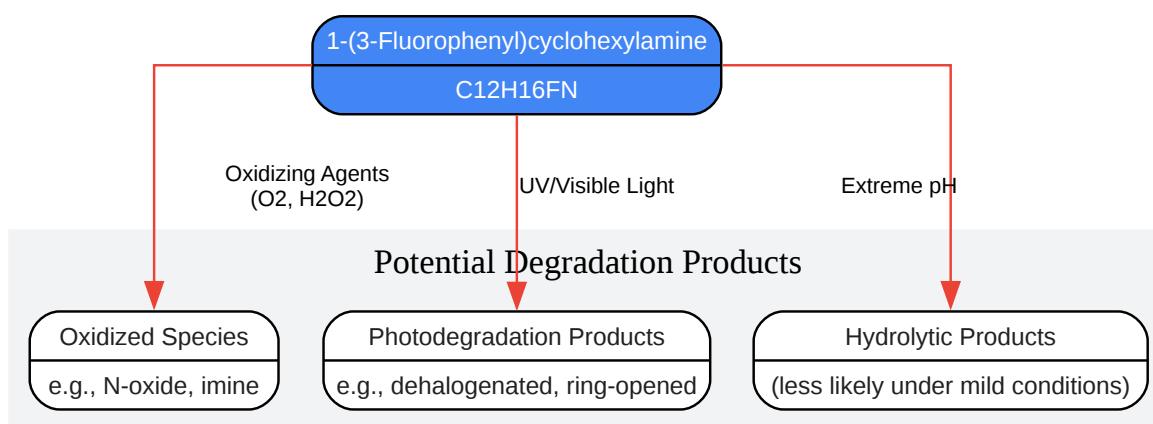 1-(3-Fluorophenyl)cyclohexylamine
C12H16FN
Oxidizing Agents
(O2, H2O2)
UV/Visible Light
Extreme pH
Potential Degradation Products
Oxidized Species
e.g., N-oxide, imine
Photodegradation Products
e.g., dehalogenated, ring-opened
Hydrolytic Products
(less likely under mild conditions)